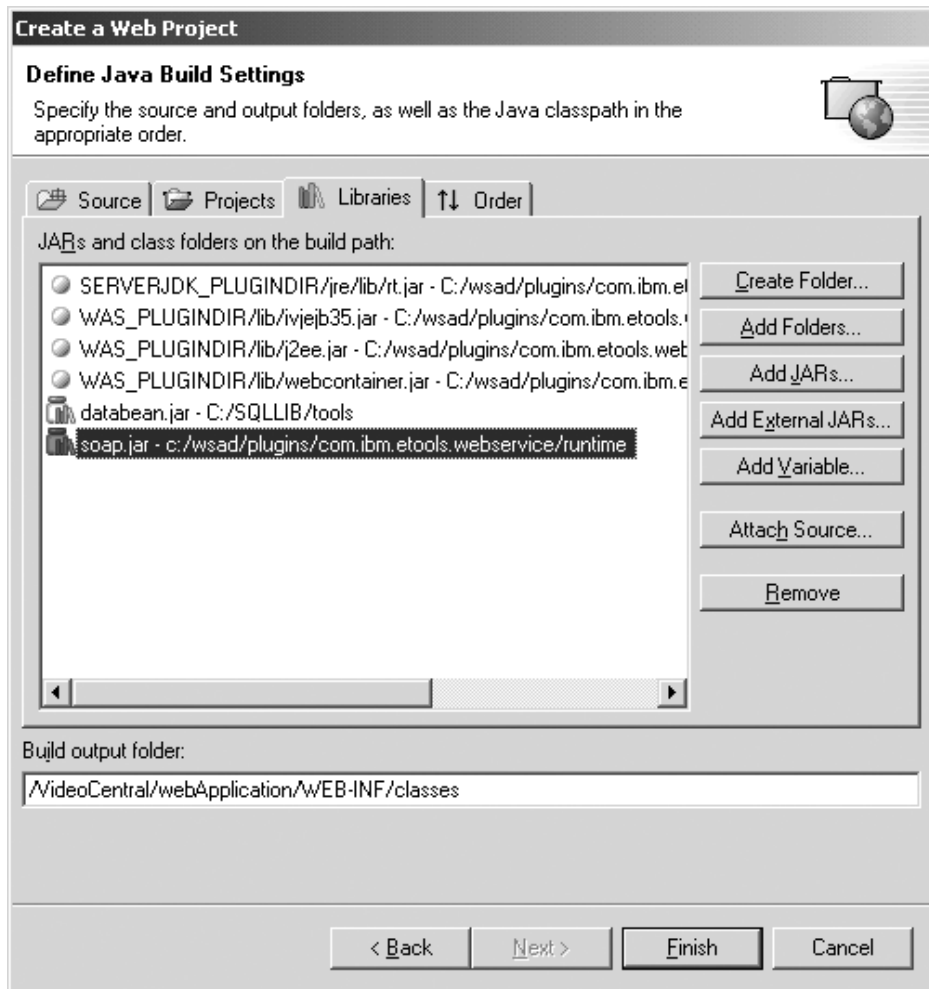 Create a Web Project
Define Java Build Settings
Specify the source and output folders, as well as the Java classpath in the
appropriate order.
Source Projects Libraries Order
JARs and class folders on the build path:
SERVERJDK_PLUGINDIR/jre/lib/rt.jar - C:/wsad/plugins/com.ibm.et
WAS_PLUGINDIR/lib/ivjejb35.jar - C:/wsad/plugins/com.ibm.etools.
WAS_PLUGINDIR/lib/j2ee.jar - C:/wsad/plugins/com.ibm.etools.web
WAS_PLUGINDIR/lib/webcontainer.jar - C:/wsad/plugins/com.ibm.e
databean.jar - C:/SQLLIB/tools
soap.jar - c:/wsad/plugins/com.ibm.etools.webservice/runtime
Create Folder...
Add Folders...
Add JARs...
Add External JARs...
Add Variable...
Attach Source...
Remove
Build output folder:
/VideoCentral/webApplication/WEB-INF/classes
< Back Next > Finish Cancel